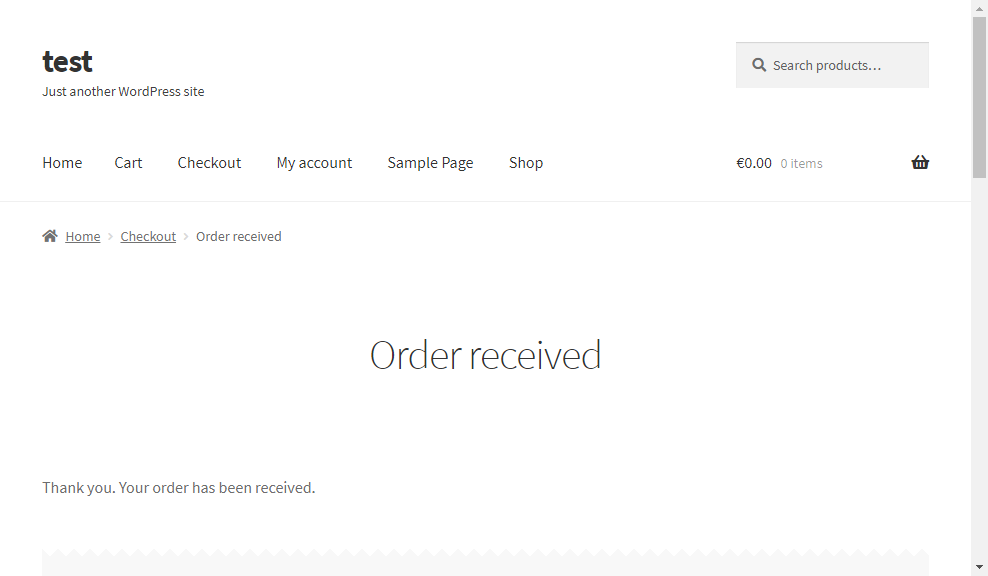 test
Just another WordPress site
Search products…
Home Cart Checkout My account Sample Page Shop €0.00 0 items
Home Checkout Order received
Order received
Thank you. Your order has been received.